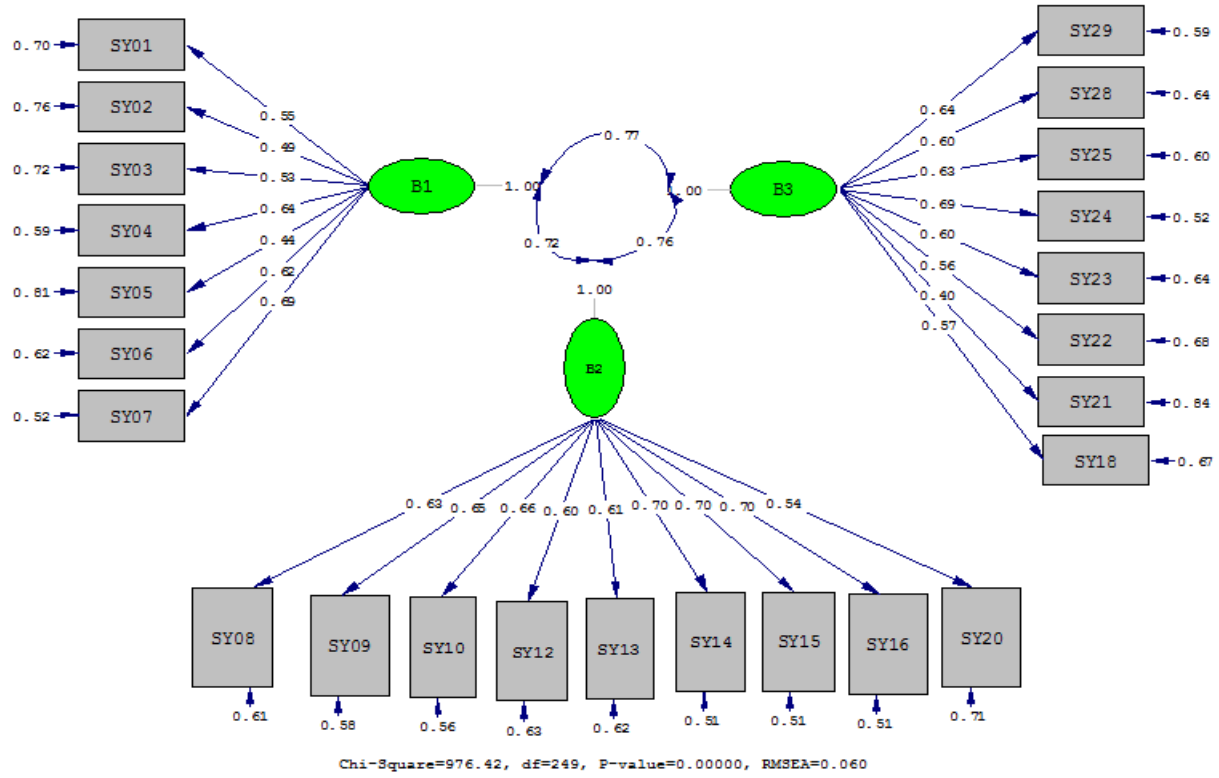 0.70 SY01
0.76 SY02
0.72 SY03
0.59 SY04
0.81 SY05
0.62 SY06
0.52 SY07
0.55
0.49
0.53
0.64
0.44
0.62
0.69
B1
1.00
0.77
1.00
B3
0.72
0.76
1.00
B2
0.64
0.60
0.63
0.69
0.60
0.56
0.40
0.57
SY29 0.59
SY28 0.64
SY25 0.60
SY24 0.52
SY23 0.64
SY22 0.68
SY21 0.84
SY18 0.67
0.63 0.65 0.66 0.60 0.61 0.70 0.70 0.70 0.54
SY08 SY09 SY10 SY12 SY13 SY14 SY15 SY16 SY20
0.61 0.58 0.56 0.63 0.62 0.51 0.51 0.51 0.71
Chi-Square=976.42, df=249, P-value=0.00000, RMSEA=0.060